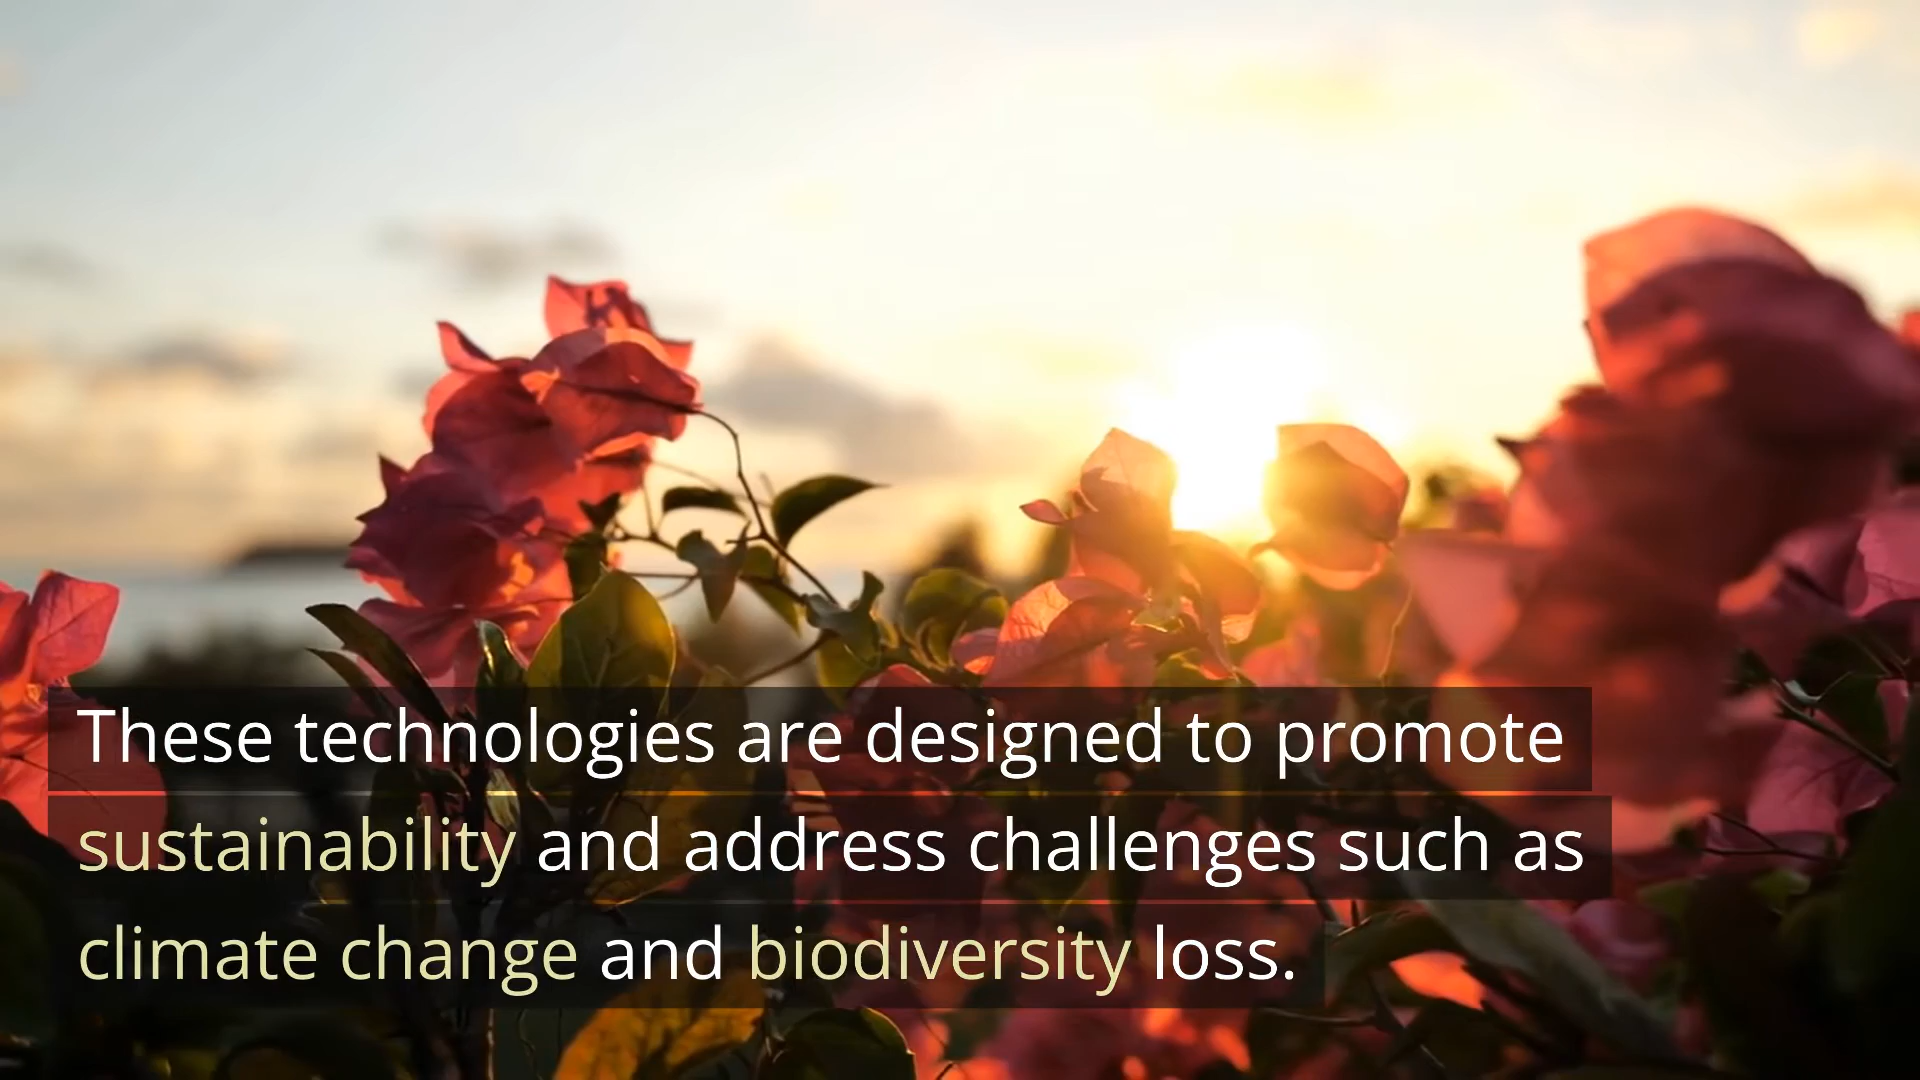 These technologies are designed to promote
sustainability and address challenges such as
climate change and biodiversity loss.